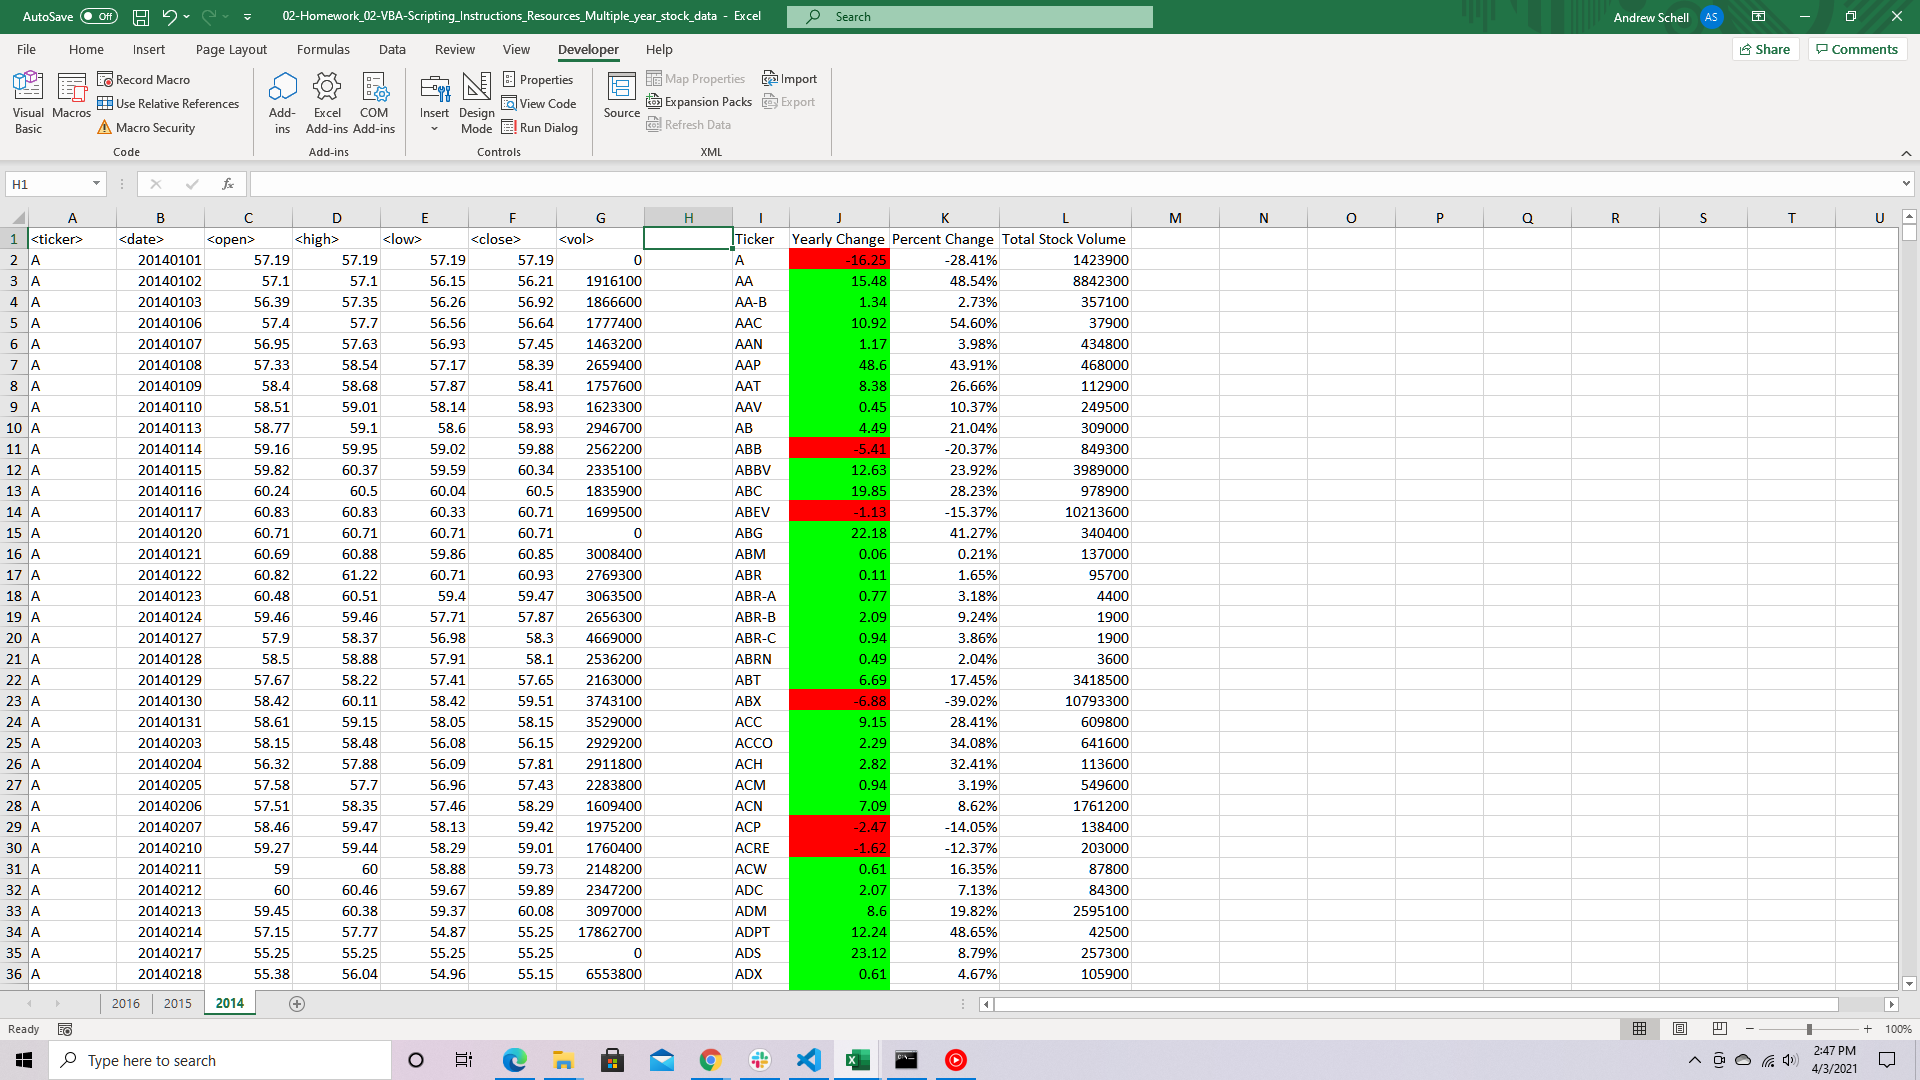 AutoSave Off 02-Homework_02-VBA-Scripting_Instructions_Resources_Multiple_year_stock_data - Excel Search Andrew Schell AS
File Home Insert Page Layout Formulas Data Review View Developer Help Share Comments
Visual Basic Macros Record Macro Use Relative References Macro Security Add-ins Excel Add-ins COM Add-ins Insert Design Mode Properties View Code Run Dialog Source Map Properties Expansion Packs Refresh Data Import Export
Code Add-ins Controls XML
H1 fx
A B C D E F G H I J K L M N O P Q R S T U
1 <ticker> <date> <open> <high> <low> <close> <vol> Ticker Yearly Change Percent Change Total Stock Volume
2 A 20140101 57.19 57.19 57.19 57.19 0 A -16.25 -28.41% 1423900
3 A 20140102 57.1 57.1 56.15 56.21 1916100 AA 15.48 48.54% 8842300
4 A 20140103 56.39 57.35 56.26 56.92 1866600 AA-B 1.34 2.73% 357100
5 A 20140106 57.4 57.7 56.56 56.64 1777400 AAC 10.92 54.60% 37900
6 A 20140107 56.95 57.63 56.93 57.45 1463200 AAN 1.17 3.98% 434800
7 A 20140108 57.33 58.54 57.17 58.39 2659400 AAP 48.6 43.91% 468000
8 A 20140109 58.4 58.68 57.87 58.41 1757600 AAT 8.38 26.66% 112900
9 A 20140110 58.51 59.01 58.14 58.93 1623300 AAV 0.45 10.37% 249500
10 A 20140113 58.77 59.1 58.6 58.93 2946700 AB 4.49 21.04% 309000
11 A 20140114 59.16 59.95 59.02 59.88 2562200 ABB -5.41 -20.37% 849300
12 A 20140115 59.82 60.37 59.59 60.34 2335100 ABBV 12.63 23.92% 3989000
13 A 20140116 60.24 60.5 60.04 60.5 1835900 ABC 19.85 28.23% 978900
14 A 20140117 60.83 60.83 60.33 60.71 1699500 ABEV -1.13 -15.37% 10213600
15 A 20140120 60.71 60.71 60.71 60.71 0 ABG 22.18 41.27% 340400
16 A 20140121 60.69 60.88 59.86 60.85 3008400 ABM 0.06 0.21% 137000
17 A 20140122 60.82 61.22 60.71 60.93 2769300 ABR 0.11 1.65% 95700
18 A 20140123 60.48 60.51 59.4 59.47 3063500 ABR-A 0.77 3.18% 4400
19 A 20140124 59.46 59.46 57.71 57.87 2656300 ABR-B 2.09 9.24% 1900
20 A 20140127 57.9 58.37 56.98 58.3 4669000 ABR-C 0.94 3.86% 1900
21 A 20140128 58.5 58.88 57.91 58.1 2536200 ABRN 0.49 2.04% 3600
22 A 20140129 57.67 58.22 57.41 57.65 2163000 ABT 6.69 17.45% 3418500
23 A 20140130 58.42 60.11 58.42 59.51 3743100 ABX -6.88 -39.02% 10793300
24 A 20140131 58.61 59.15 58.05 58.15 3529000 ACC 9.15 28.41% 609800
25 A 20140203 58.15 58.48 56.08 56.15 2929200 ACCO 2.29 34.08% 641600
26 A 20140204 56.32 57.88 56.09 57.81 2911800 ACH 2.82 32.41% 113600
27 A 20140205 57.58 57.7 56.96 57.43 2283800 ACM 0.94 3.19% 549600
28 A 20140206 57.51 58.35 57.46 58.29 1609400 ACN 7.09 8.62% 1761200
29 A 20140207 58.46 59.47 58.13 59.42 1975200 ACP -2.47 -14.05% 138400
30 A 20140210 59.27 59.44 58.29 59.01 1760400 ACRE -1.62 -12.37% 203000
31 A 20140211 59 60 58.88 59.73 2148200 ACW 0.61 16.35% 87800
32 A 20140212 60 60.46 59.67 59.89 2347200 ADC 2.07 7.13% 84300
33 A 20140213 59.45 60.38 59.37 60.08 3097000 ADM 8.6 19.82% 2595100
34 A 20140214 57.15 57.77 54.87 55.25 17862700 ADPT 12.24 48.65% 42500
35 A 20140217 55.25 55.25 55.25 55.25 0 ADS 23.12 8.79% 257300
36 A 20140218 55.38 56.04 54.96 55.15 6553800 ADX 0.61 4.67% 105900
2016 2015 2014
Ready 100%
Type here to search 2:47 PM
4/3/2021